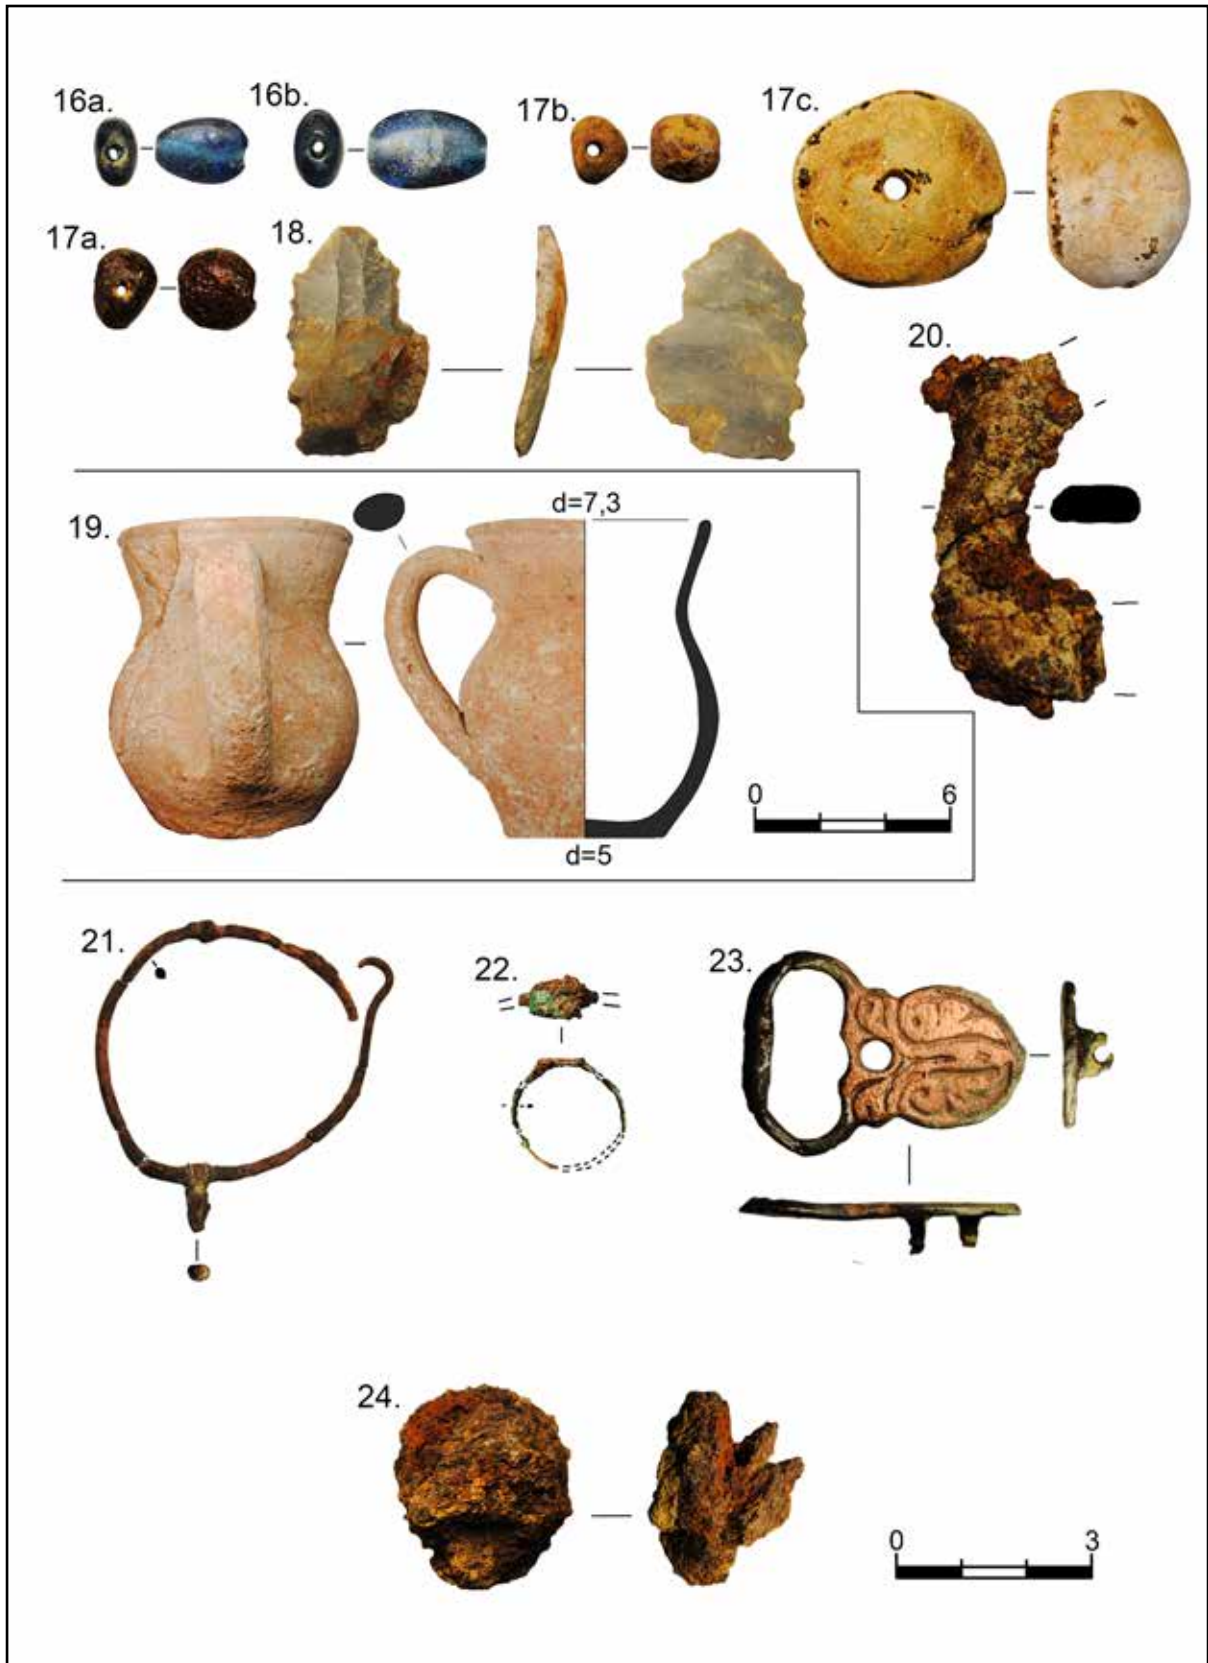 16a.
16b.
17b.
17c.
17a.
18.
20.
19.
d=7,3
0 6
d=5
21.
22.
23.
24.
0 3